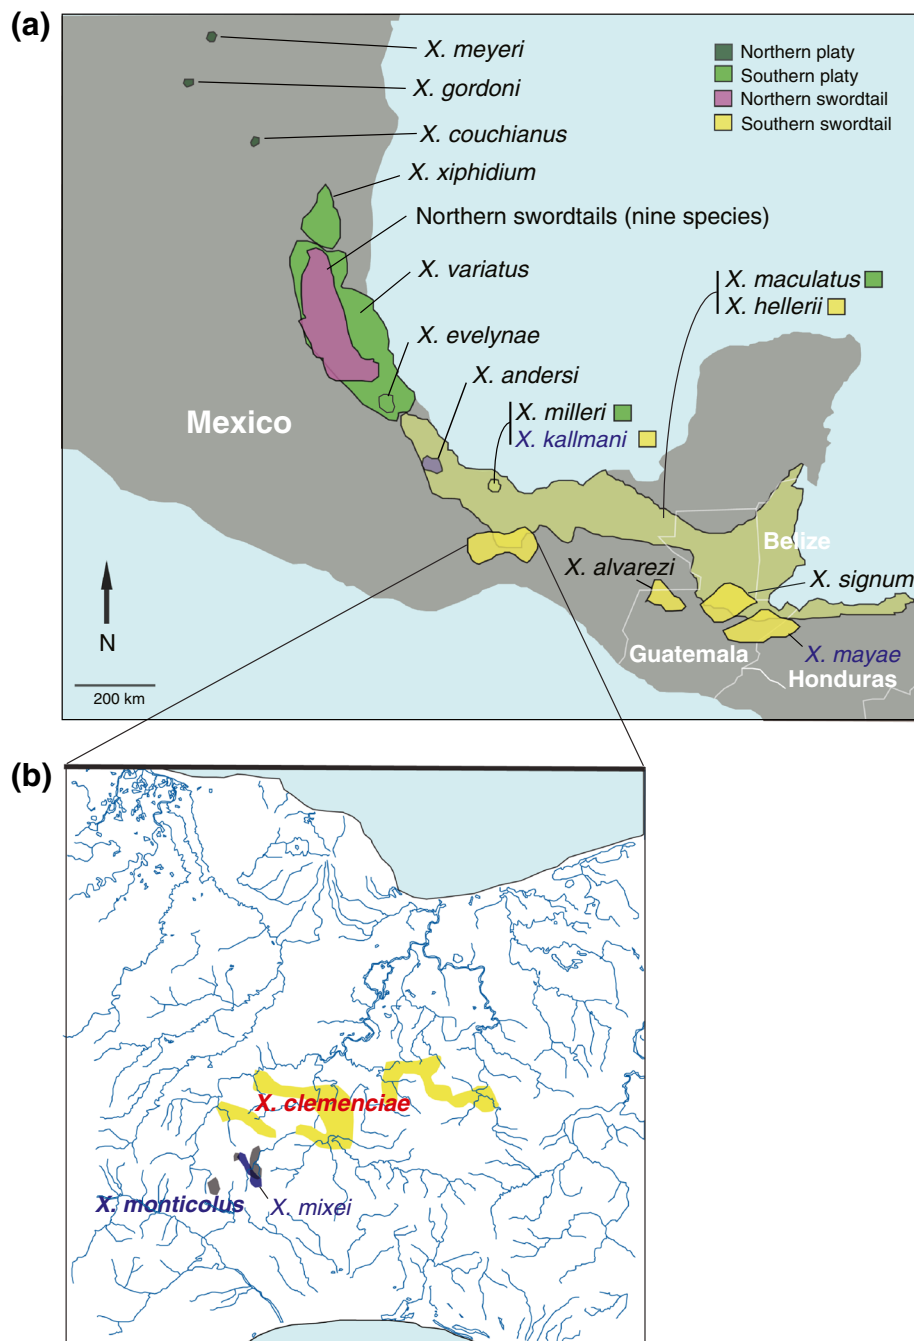 (a)
X. meyeri
X. gordoni
X. couchianus
X. xiphidium
Northern swordtails (nine species)
X. variatus
X. evelynae
X. andersi
X. milleri
X. kallmani
X. maculatus
X. hellerii
Northern platy
Southern platy
Northern swordtail
Southern swordtail
Mexico
Belize
X. alvarezi
X. signum
Guatemala
X. mayae
Honduras
N
200 km
(b)
X. clemenciae
X. monticolus
X. mixei